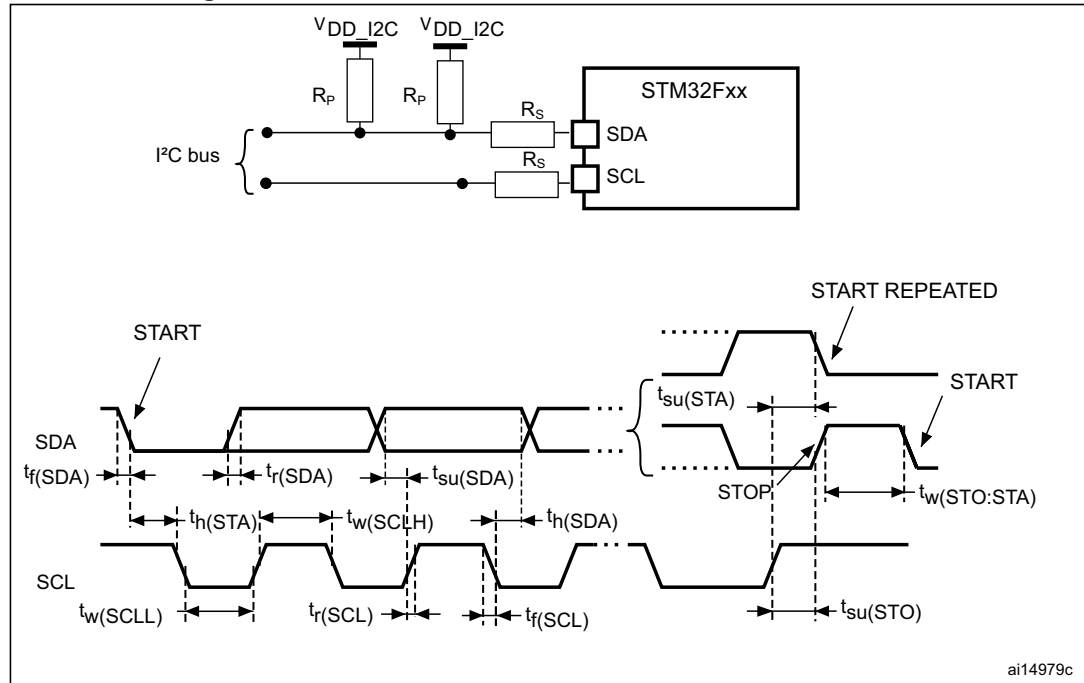 VDD_I2C VDD_I2C
RP RP
STM32Fxx
RS
SDA
I²C bus
RS
SCL
START REPEATED
START
START
tsu(STA)
SDA
tf(SDA) tr(SDA) tsu(SDA)
STOP
tw(STO:STA)
th(STA) tw(SCLH) th(SDA)
SCL
tw(SCLL) tr(SCL) tf(SCL) tsu(STO)
ai14979c